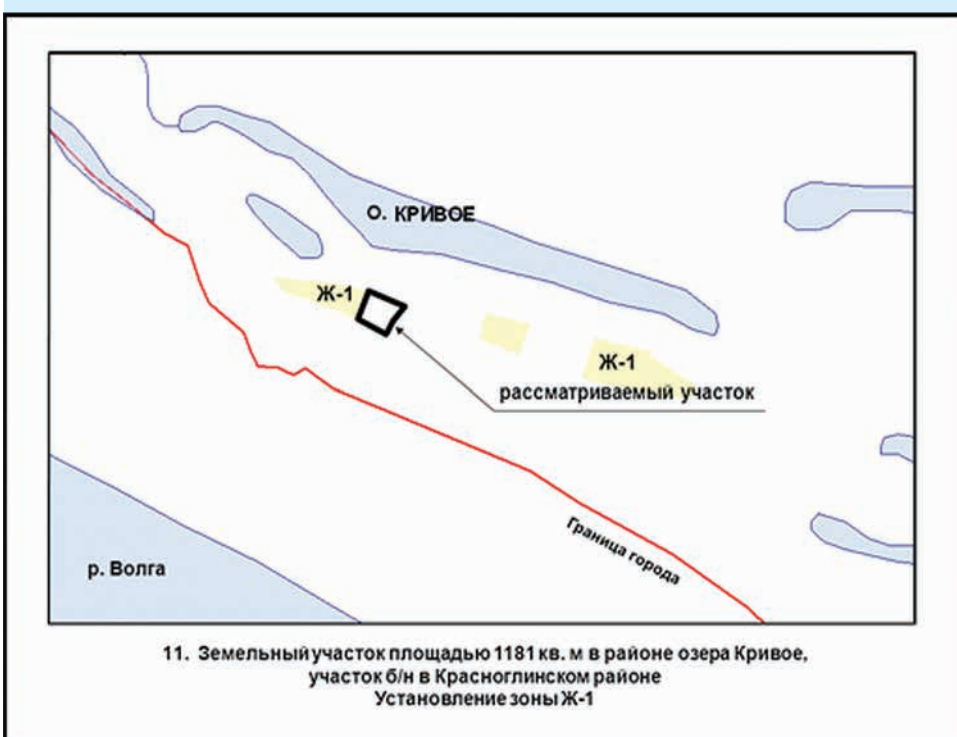 О. КРИВОЕ
Ж-1
Ж-1
рассматриваемый участок
Граница города
р. Волга
11. Земельный участок площадью 1181 кв. м в районе озера Кривое,
участок б/н в Красноглинском районе
Установление зоны Ж-1